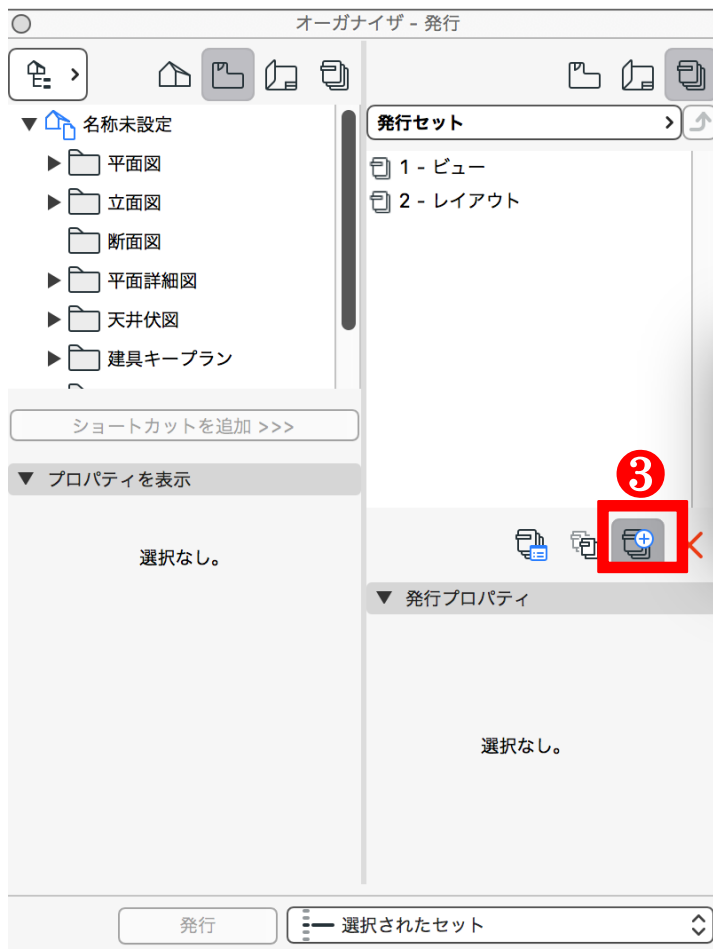 オーガナイザ - 発行
名称未設定
平面図
立面図
断面図
平面詳細図
天井伏図
建具キープラン
ショートカットを追加 >>>
プロパティを表示
選択なし。
発行セット
1 - ビュー
2 - レイアウト
❸
発行プロパティ
選択なし。
発行
選択されたセット